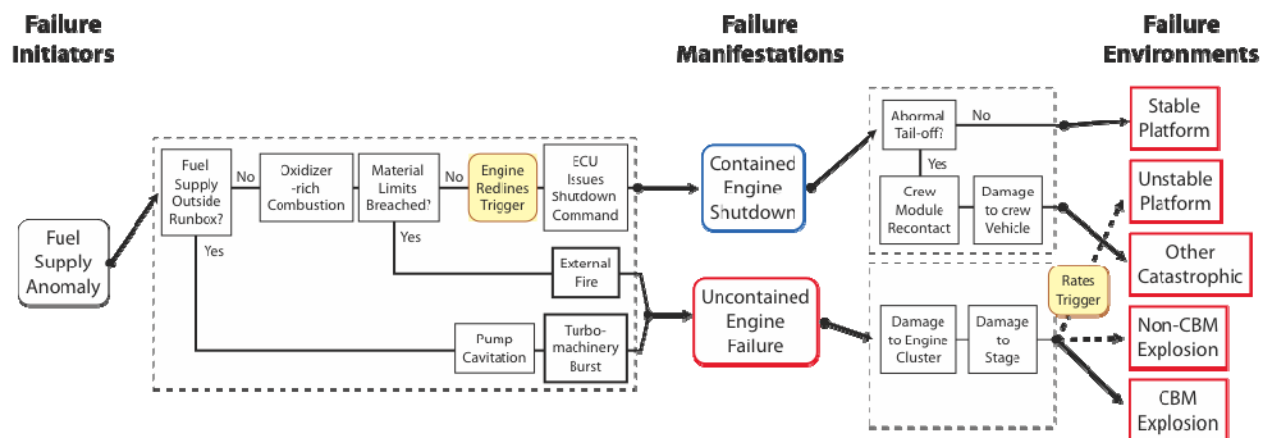 Failure
Initiators
Failure
Manifestations
Failure
Environments
Fuel
Supply
Anomaly
Fuel
Supply
Outside
Runbox?
No
Yes
Oxidizer
-rich
Combustion
Material
Limits
Breached?
No
Yes
Engine
Redlines
Trigger
ECU
Issues
Shutdown
Command
External
Fire
Pump
Cavitation
Turbo-
machinery
Burst
Contained
Engine
Shutdown
Uncontained
Engine
Failure
Abormal
Tail-off?
No
Yes
Crew
Module
Recontact
Damage
to crew
Vehicle
Damage
to Engine
Cluster
Damage
to
Stage
Rates
Trigger
Stable
Platform
Unstable
Platform
Other
Catastrophic
Non-CBM
Explosion
CBM
Explosion